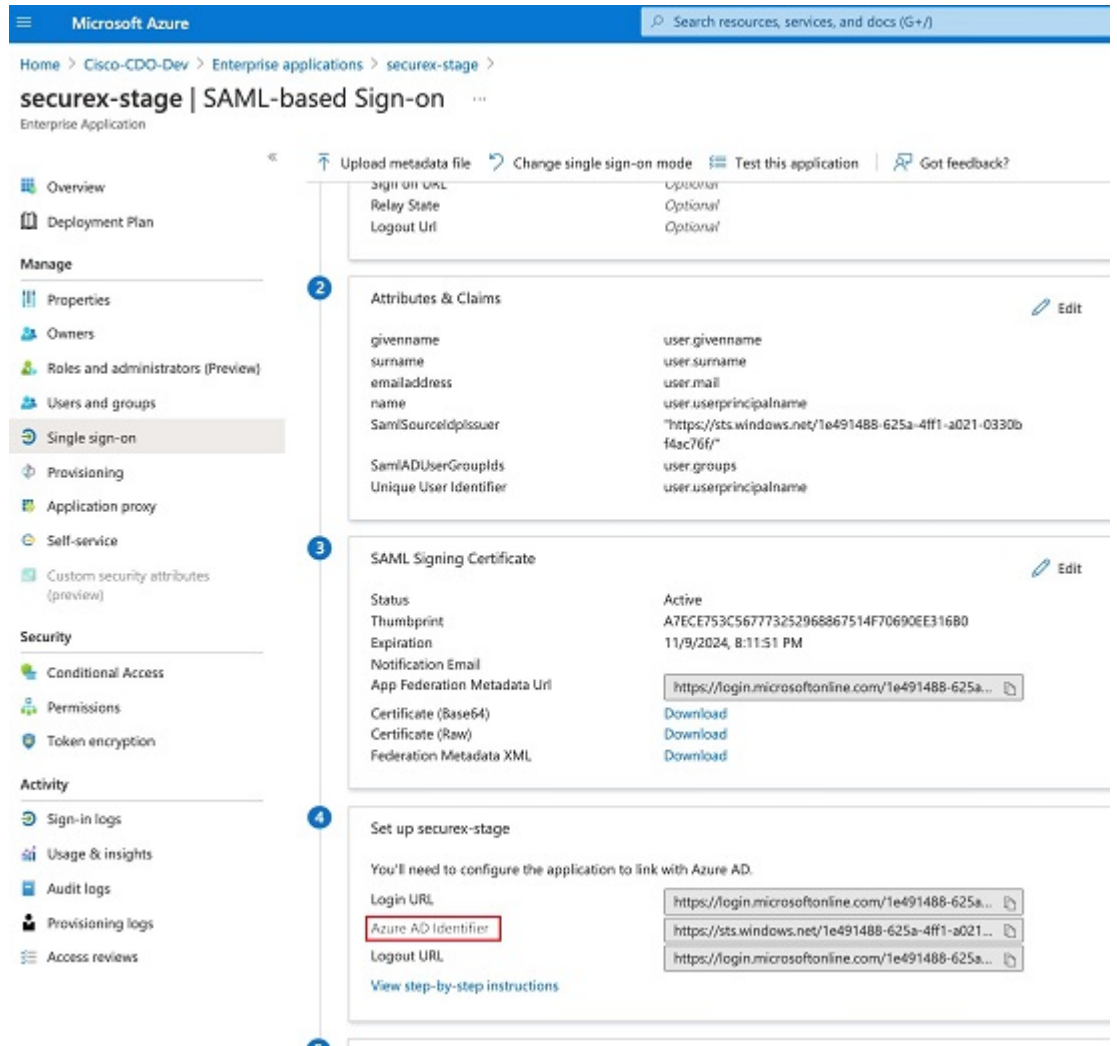 Microsoft Azure
Search resources, services, and docs (G+/)
Home > Cisco-CDO-Dev > Enterprise applications > securex-stage >
securex-stage | SAML-based Sign-on ...
Enterprise Application
«
Upload metadata file
Change single sign-on mode
Test this application
Got feedback?
Overview
Deployment Plan
Manage
Properties
Owners
Roles and administrators (Preview)
Users and groups
Single sign-on
Provisioning
Application proxy
Self-service
Custom security attributes
(preview)
Security
Conditional Access
Permissions
Token encryption
Activity
Sign-in logs
Usage & insights
Audit logs
Provisioning logs
Access reviews
Sign on URL Optional
Relay State Optional
Logout Url Optional
2
Attributes & Claims
Edit
givenname user.givenname
surname user.surname
emailaddress user.mail
name user.userprincipalname
SamlSourceIdpIssuer "https://sts.windows.net/1e491488-625a-4ff1-a021-0330b
f4ac76f/"
SamlADUserGroupIds user.groups
Unique User Identifier user.userprincipalname
3
SAML Signing Certificate
Edit
Status Active
Thumbprint A7ECE753C567773252968867514F70690EE316B0
Expiration 11/9/2024, 8:11:51 PM
Notification Email
App Federation Metadata Url https://login.microsoftonline.com/1e491488-625a...
Certificate (Base64) Download
Certificate (Raw) Download
Federation Metadata XML Download
4
Set up securex-stage
You'll need to configure the application to link with Azure AD.
Login URL https://login.microsoftonline.com/1e491488-625a...
Azure AD Identifier https://sts.windows.net/1e491488-625a-4ff1-a021...
Logout URL https://login.microsoftonline.com/1e491488-625a...
View step-by-step instructions